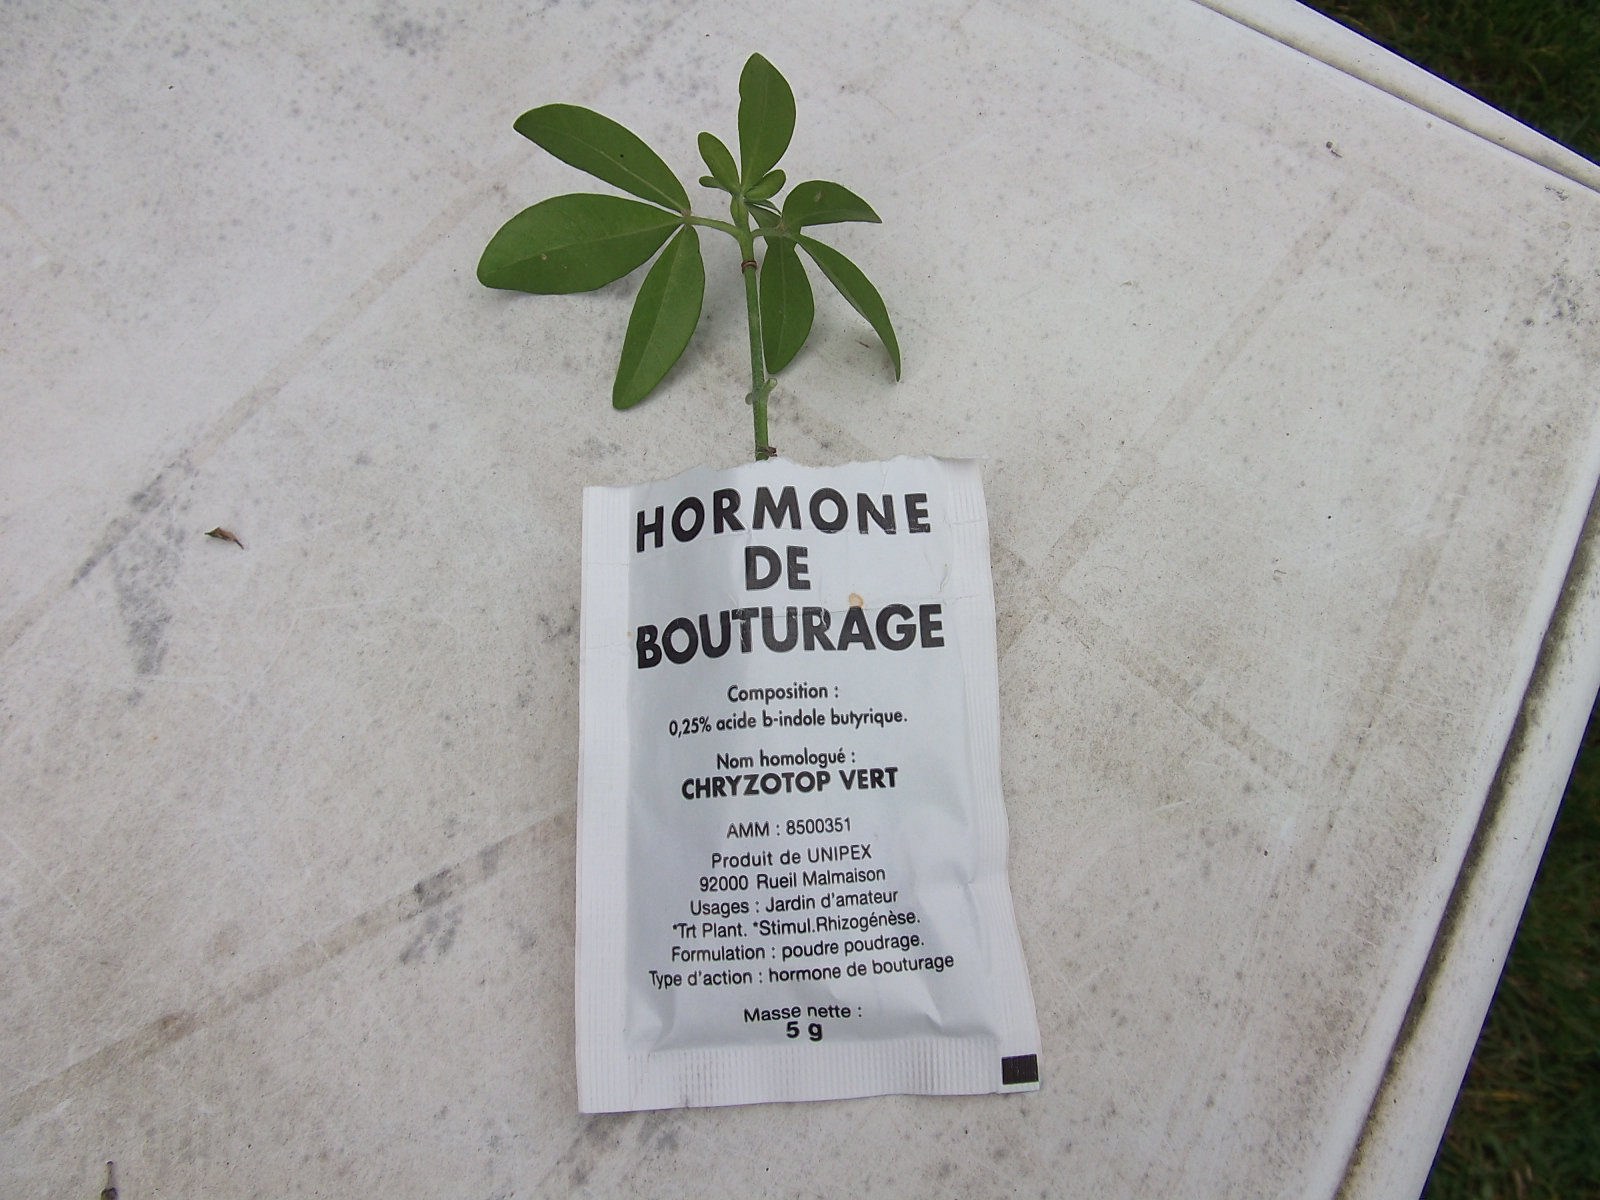 HORMONE
DE
BOUTURAGE
Composition :
0,25% acide b-indole butyrique.
Nom homologué :
CHRYZOTOP VERT
AMM : 8500351
Produit de UNIPEX
92000 Rueil Malmaison
Usages : Jardin d'amateur
*Trt Plant. *Stimul.Rhizogénèse.
Formulation : poudre poudrage.
Type d'action : hormone de bouturage
Masse nette :
5 g